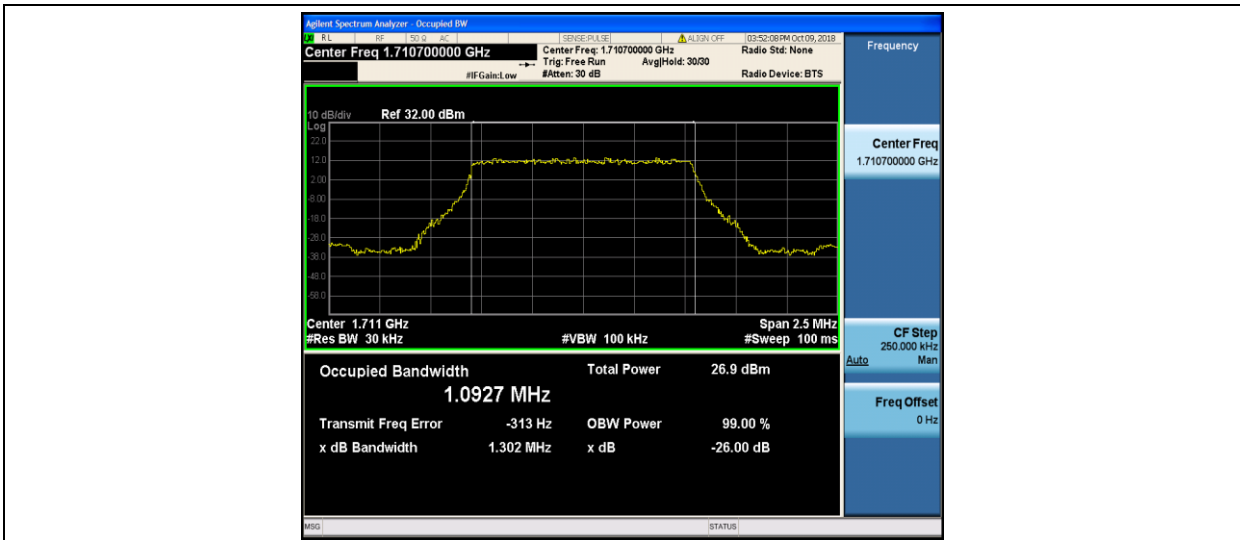 Agilent Spectrum Analyzer - Occupied BW
RL RF 50 Ω AC SENSE:PULSE ALIGN OFF 03:52:08 PM Oct 09, 2018
Center Freq 1.710700000 GHz
Center Freq: 1.710700000 GHz Radio Std: None
Trig: Free Run Avg|Hold: 30/30
#IFGain:Low #Atten: 30 dB Radio Device: BTS
10 dB/div Ref 32.00 dBm
Log
22.0
12.0
2.00
-8.00
-18.0
-28.0
-38.0
-48.0
-58.0
Center 1.711 GHz Span 2.5 MHz
#Res BW 30 kHz #VBW 100 kHz #Sweep 100 ms
Occupied Bandwidth Total Power 26.9 dBm
1.0927 MHz
Transmit Freq Error -313 Hz OBW Power 99.00 %
x dB Bandwidth 1.302 MHz x dB -26.00 dB
MSG STATUS
Frequency
Center Freq
1.710700000 GHz
CF Step
250.000 kHz
Auto Man
Freq Offset
0 Hz